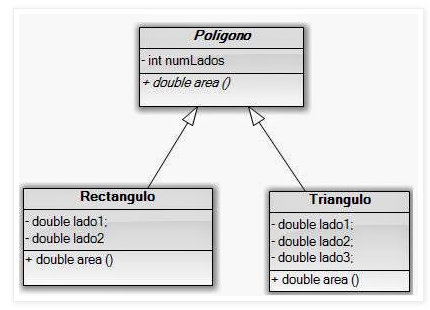 Poligono
- int numLados
+ double area ()
Rectangulo
- double lado1;
- double lado2
+ double area ()
Triangulo
- double lado1;
- double lado2;
- double lado3;
+ double area ()